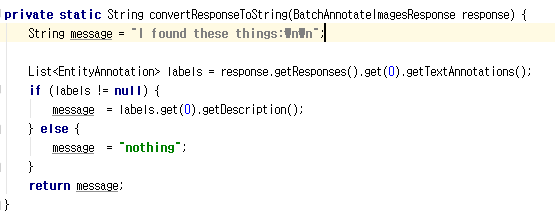 private static String convertResponseToString(BatchAnnotateImagesResponse response) {
    String message = "I found these things:₩n₩n";
    List<EntityAnnotation> labels = response.getResponses().get(0).getTextAnnotations();
    if (labels != null) {
        message  = labels.get(0).getDescription();
    } else {
        message  = "nothing";
    }
    return message;
}